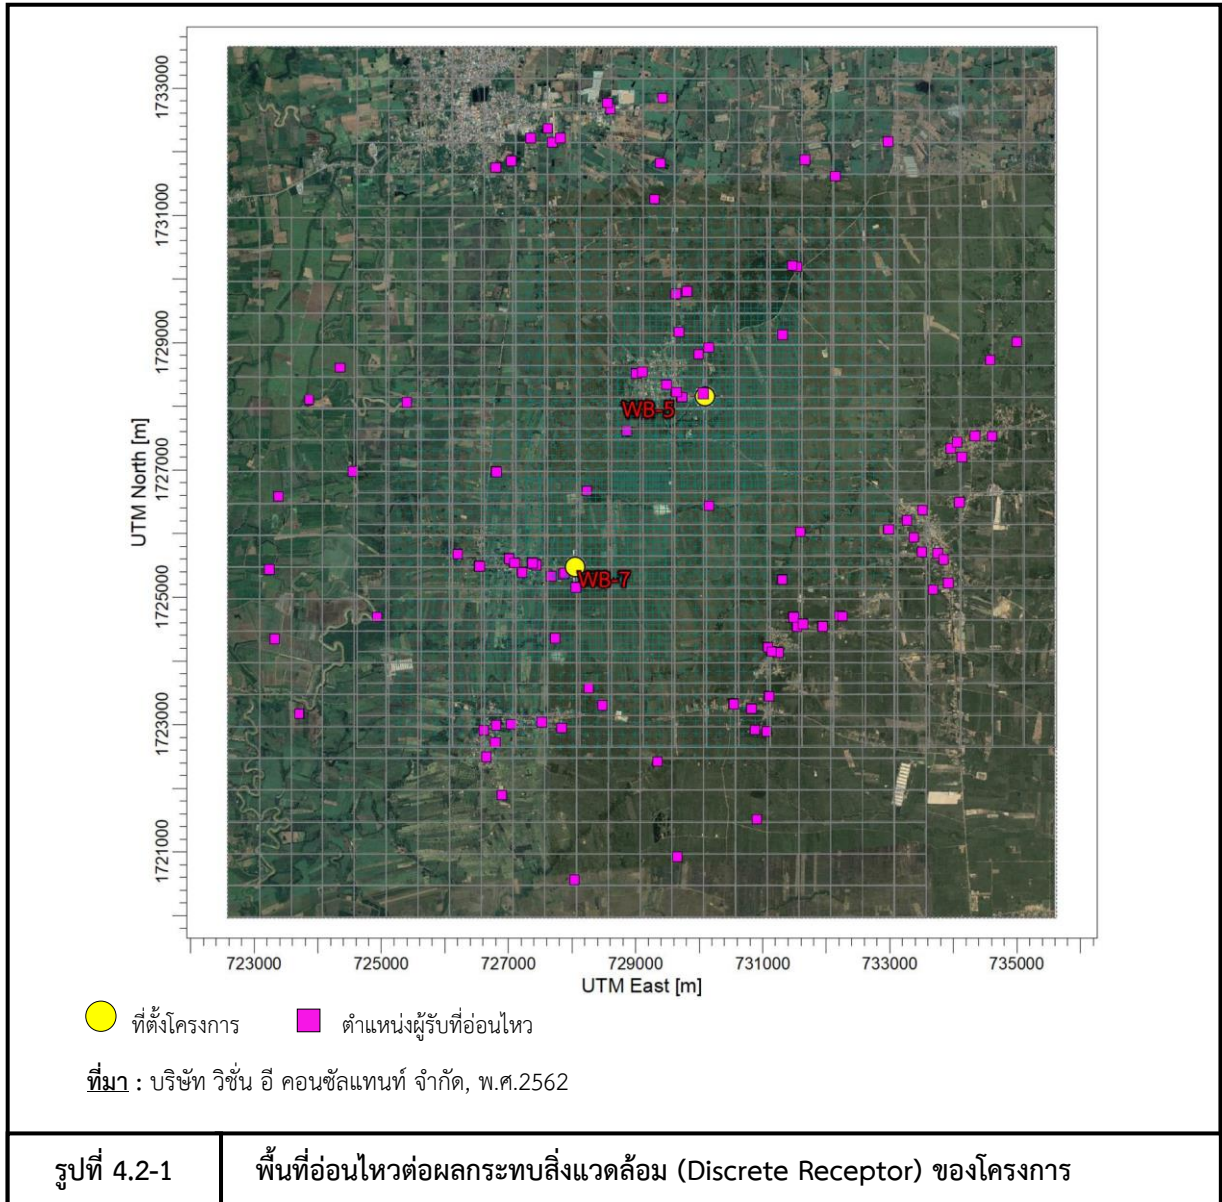 1733000
1731000
1729000
1727000
1725000
1723000
1721000
UTM North [m]
WB-5
WB-7
723000 725000 727000 729000 731000 733000 735000
UTM East [m]
ที่ตั้งโครงการ ตำแหน่งผู้รับที่อ่อนไหว
ที่มา : บริษัท วิชั่น อี คอนซัลแทนท์ จำกัด, พ.ศ.2562
รูปที่ 4.2-1 พื้นที่อ่อนไหวต่อผลกระทบสิ่งแวดล้อม (Discrete Receptor) ของโครงการ